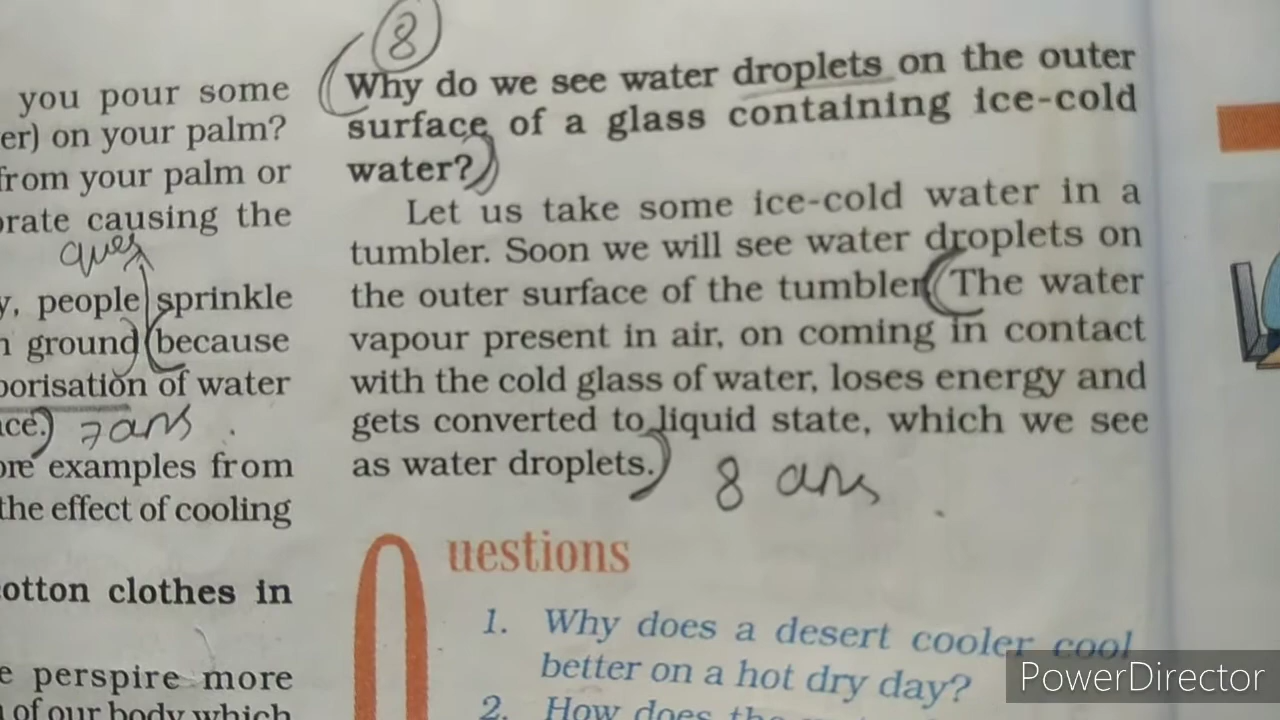 you pour some
er) on your palm?
from your palm or
orate causing the
ques
y, people sprinkle
n ground because
porisation of water
ace. 7 ans
ore examples from
the effect of cooling
cotton clothes in
e perspire more
of our body which
8
Why do we see water droplets on the outer
surface of a glass containing ice-cold
water?
Let us take some ice-cold water in a
tumbler. Soon we will see water droplets on
the outer surface of the tumbler. The water
vapour present in air, on coming in contact
with the cold glass of water, loses energy and
gets converted to liquid state, which we see
as water droplets. 8 ans
Questions
1. Why does a desert cooler cool
better on a hot dry day?
2. How does the
PowerDirector